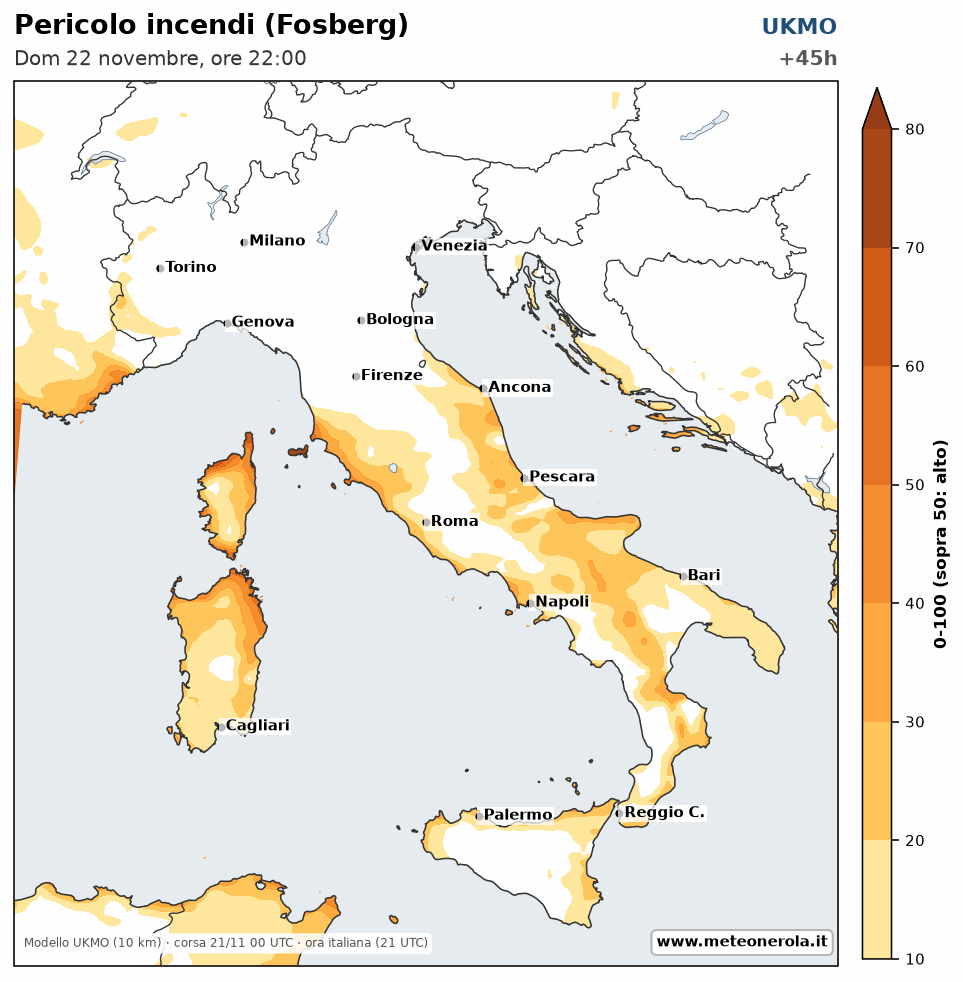 Pericolo incendi (Fosberg)
UKMO
Dom 22 novembre, ore 22:00
+45h
80
70
60
50
40
30
20
10
0-100 (sopra 50: alto)
Milano
Venezia
Torino
Genova
Bologna
Firenze
Ancona
Pescara
Roma
Bari
Napoli
Cagliari
Palermo
Reggio C.
Modello UKMO (10 km) · corsa 21/11 00 UTC · ora italiana (21 UTC)
www.meteonerola.it